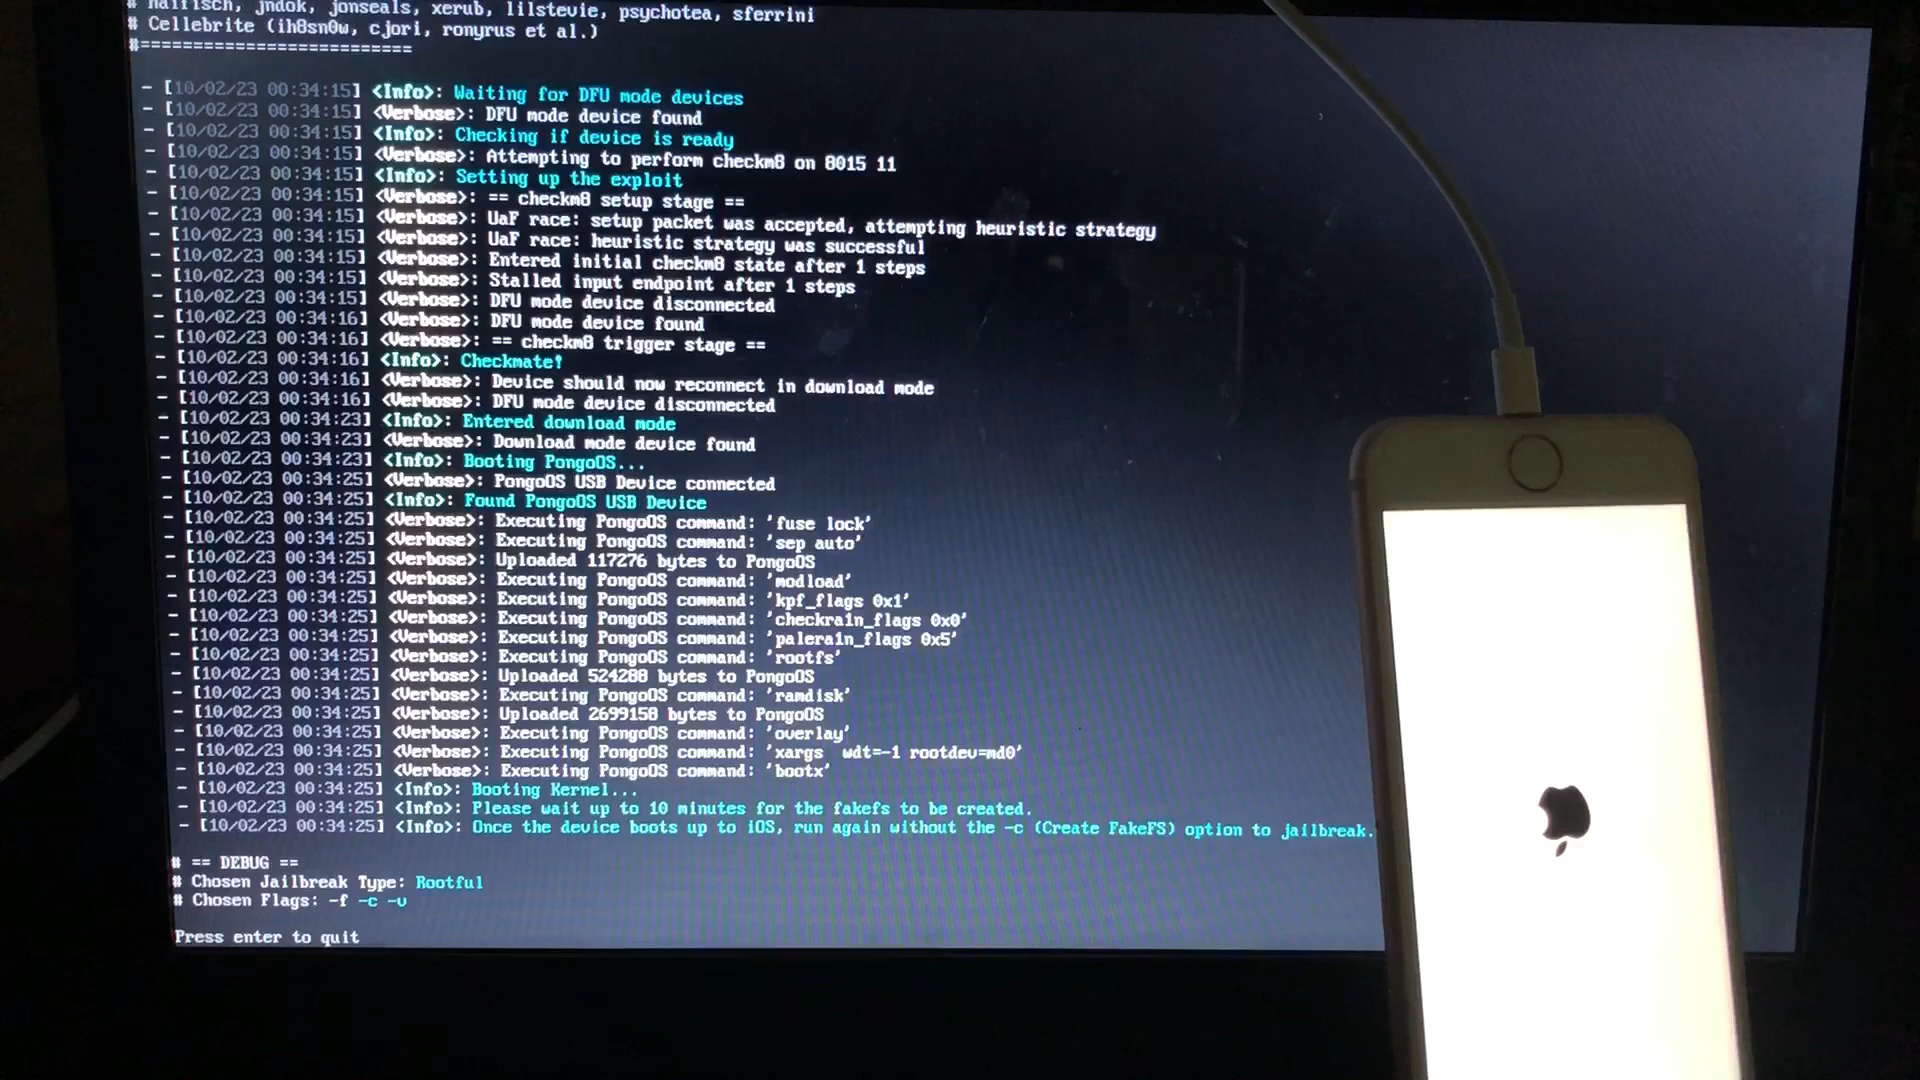 # halfisch, jndok, jonseals, xerub, lilstevie, psychotea, sferrini
# Cellebrite (ih8sn0w, cjori, ronyrus et al.)
#==========================
- [10/02/23 00:34:15] <Info>: Waiting for DFU mode devices
- [10/02/23 00:34:15] <Verbose>: DFU mode device found
- [10/02/23 00:34:15] <Info>: Checking if device is ready
- [10/02/23 00:34:15] <Verbose>: Attempting to perform checkm8 on 8015 11
- [10/02/23 00:34:15] <Info>: Setting up the exploit
- [10/02/23 00:34:15] <Verbose>: == checkm8 setup stage ==
- [10/02/23 00:34:15] <Verbose>: UaF race: setup packet was accepted, attempting heuristic strategy
- [10/02/23 00:34:15] <Verbose>: UaF race: heuristic strategy was successful
- [10/02/23 00:34:15] <Verbose>: Entered initial checkm8 state after 1 steps
- [10/02/23 00:34:15] <Verbose>: Stalled input endpoint after 1 steps
- [10/02/23 00:34:15] <Verbose>: DFU mode device disconnected
- [10/02/23 00:34:16] <Verbose>: DFU mode device found
- [10/02/23 00:34:16] <Verbose>: == checkm8 trigger stage ==
- [10/02/23 00:34:16] <Info>: Checkmate!
- [10/02/23 00:34:16] <Verbose>: Device should now reconnect in download mode
- [10/02/23 00:34:16] <Verbose>: DFU mode device disconnected
- [10/02/23 00:34:23] <Info>: Entered download mode
- [10/02/23 00:34:23] <Verbose>: Download mode device found
- [10/02/23 00:34:23] <Info>: Booting PongoOS...
- [10/02/23 00:34:25] <Verbose>: PongoOS USB Device connected
- [10/02/23 00:34:25] <Info>: Found PongoOS USB Device
- [10/02/23 00:34:25] <Verbose>: Executing PongoOS command: 'fuse lock'
- [10/02/23 00:34:25] <Verbose>: Executing PongoOS command: 'sep auto'
- [10/02/23 00:34:25] <Verbose>: Uploaded 117276 bytes to PongoOS
- [10/02/23 00:34:25] <Verbose>: Executing PongoOS command: 'modload'
- [10/02/23 00:34:25] <Verbose>: Executing PongoOS command: 'kpf_flags 0x1'
- [10/02/23 00:34:25] <Verbose>: Executing PongoOS command: 'checkra1n_flags 0x0'
- [10/02/23 00:34:25] <Verbose>: Executing PongoOS command: 'palera1n_flags 0x5'
- [10/02/23 00:34:25] <Verbose>: Executing PongoOS command: 'rootfs'
- [10/02/23 00:34:25] <Verbose>: Uploaded 524288 bytes to PongoOS
- [10/02/23 00:34:25] <Verbose>: Executing PongoOS command: 'ramdisk'
- [10/02/23 00:34:25] <Verbose>: Uploaded 2699158 bytes to PongoOS
- [10/02/23 00:34:25] <Verbose>: Executing PongoOS command: 'overlay'
- [10/02/23 00:34:25] <Verbose>: Executing PongoOS command: 'xargs  wdt=-1 rootdev=md0'
- [10/02/23 00:34:25] <Verbose>: Executing PongoOS command: 'bootx'
- [10/02/23 00:34:25] <Info>: Booting Kernel...
- [10/02/23 00:34:25] <Info>: Please wait up to 10 minutes for the fakefs to be created.
- [10/02/23 00:34:25] <Info>: Once the device boots up to iOS, run again without the -c (Create FakeFS) option to jailbreak.
# == DEBUG ==
# Chosen Jailbreak Type: Rootful
# Chosen Flags: -f -c -v
Press enter to quit